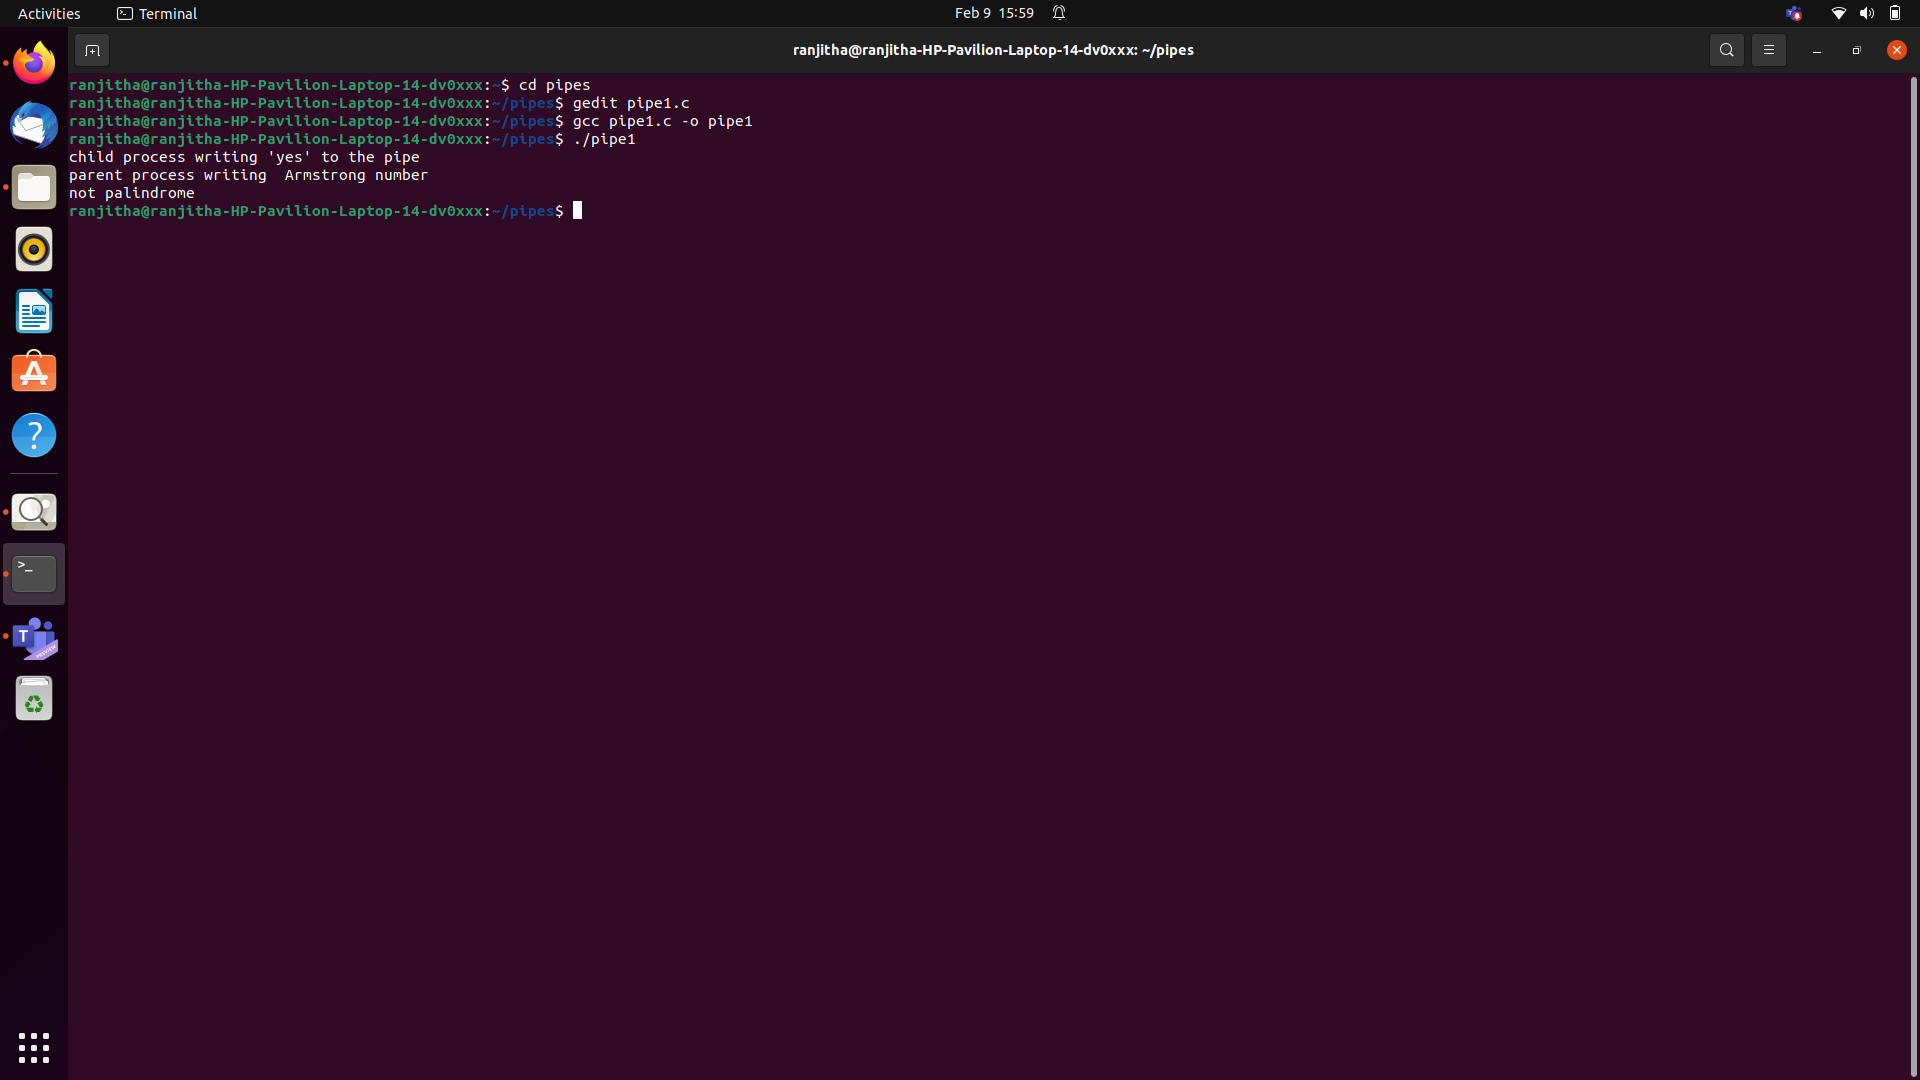 Activities
Terminal
Feb 9 15:59
ranjitha@ranjitha-HP-Pavilion-Laptop-14-dv0xxx: ~/pipes
ranjitha@ranjitha-HP-Pavilion-Laptop-14-dv0xxx:~$ cd pipes
ranjitha@ranjitha-HP-Pavilion-Laptop-14-dv0xxx:~/pipes$ gedit pipe1.c
ranjitha@ranjitha-HP-Pavilion-Laptop-14-dv0xxx:~/pipes$ gcc pipe1.c -o pipe1
ranjitha@ranjitha-HP-Pavilion-Laptop-14-dv0xxx:~/pipes$ ./pipe1
child process writing 'yes' to the pipe
parent process writing  Armstrong number
not palindrome
ranjitha@ranjitha-HP-Pavilion-Laptop-14-dv0xxx:~/pipes$